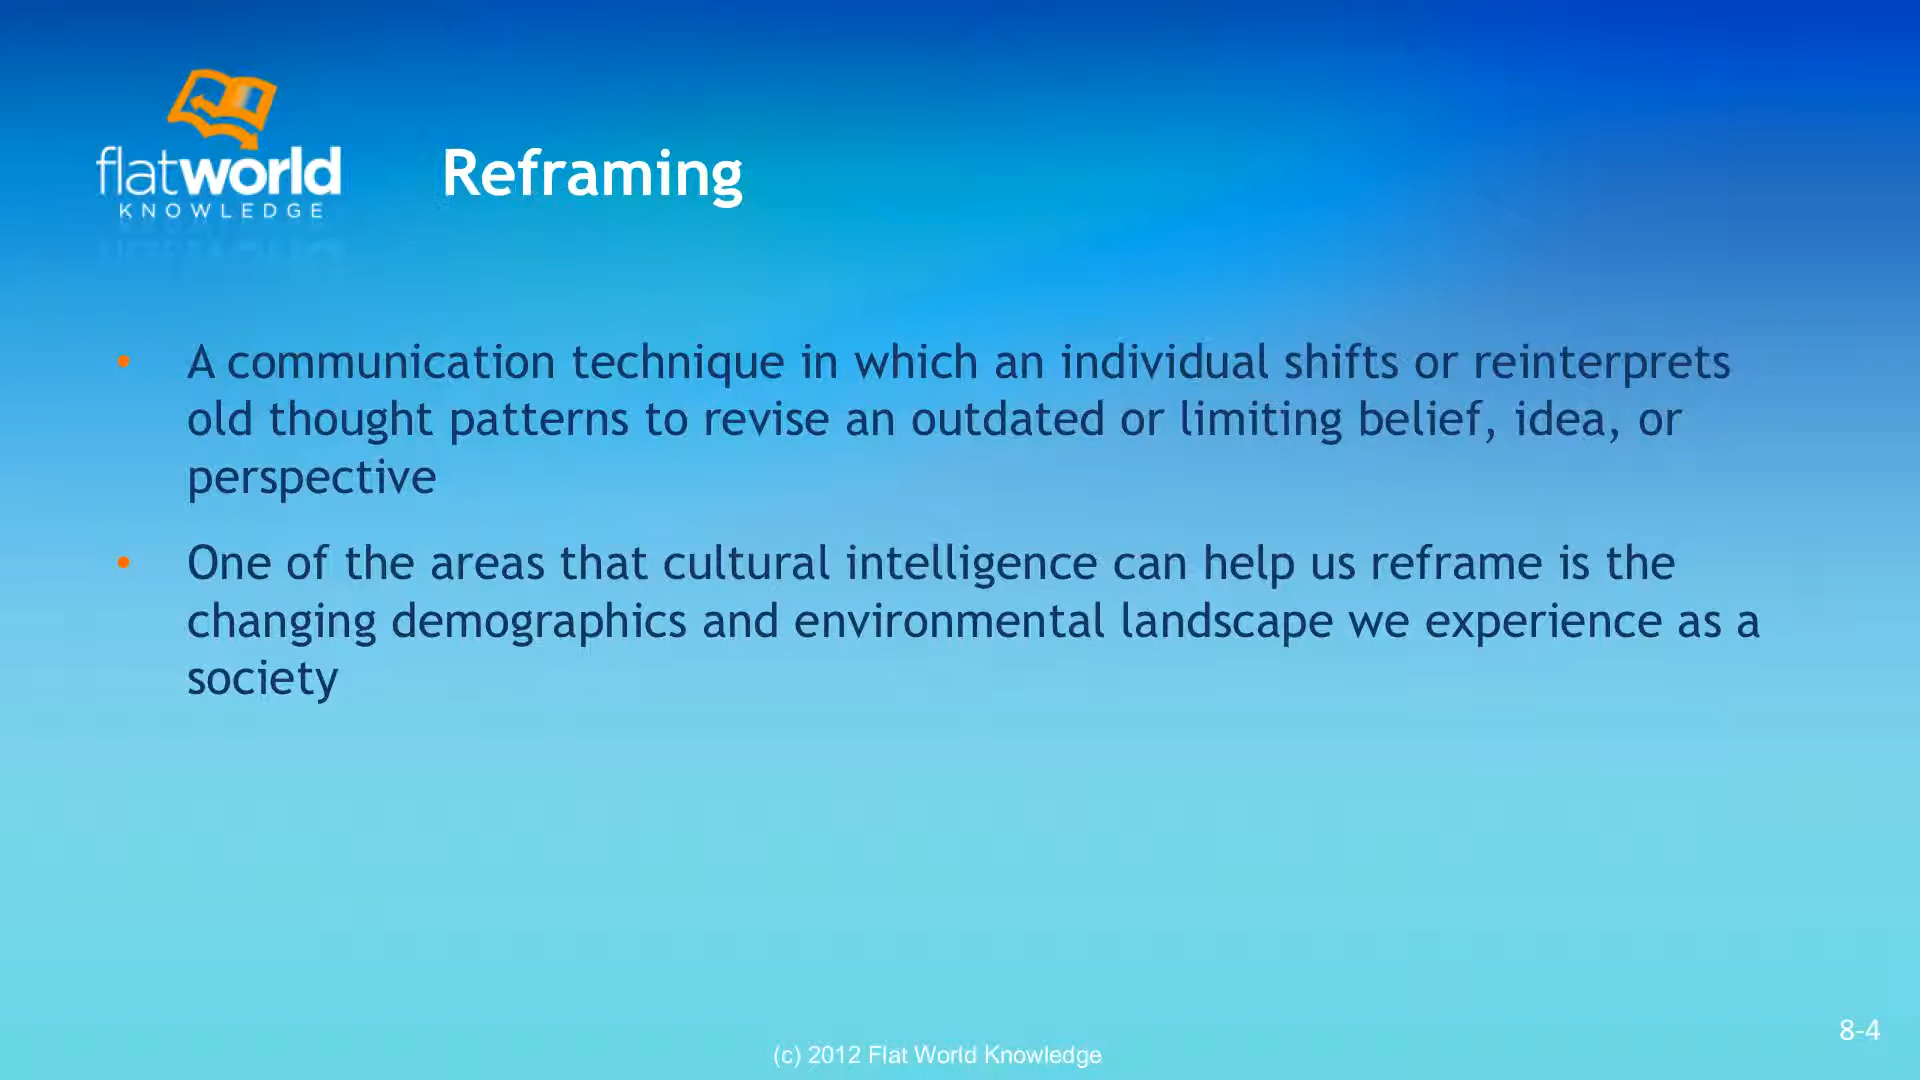 flatworld
KNOWLEDGE
Reframing
• A communication technique in which an individual shifts or reinterprets
old thought patterns to revise an outdated or limiting belief, idea, or
perspective
• One of the areas that cultural intelligence can help us reframe is the
changing demographics and environmental landscape we experience as a
society
8-4
(c) 2012 Flat World Knowledge